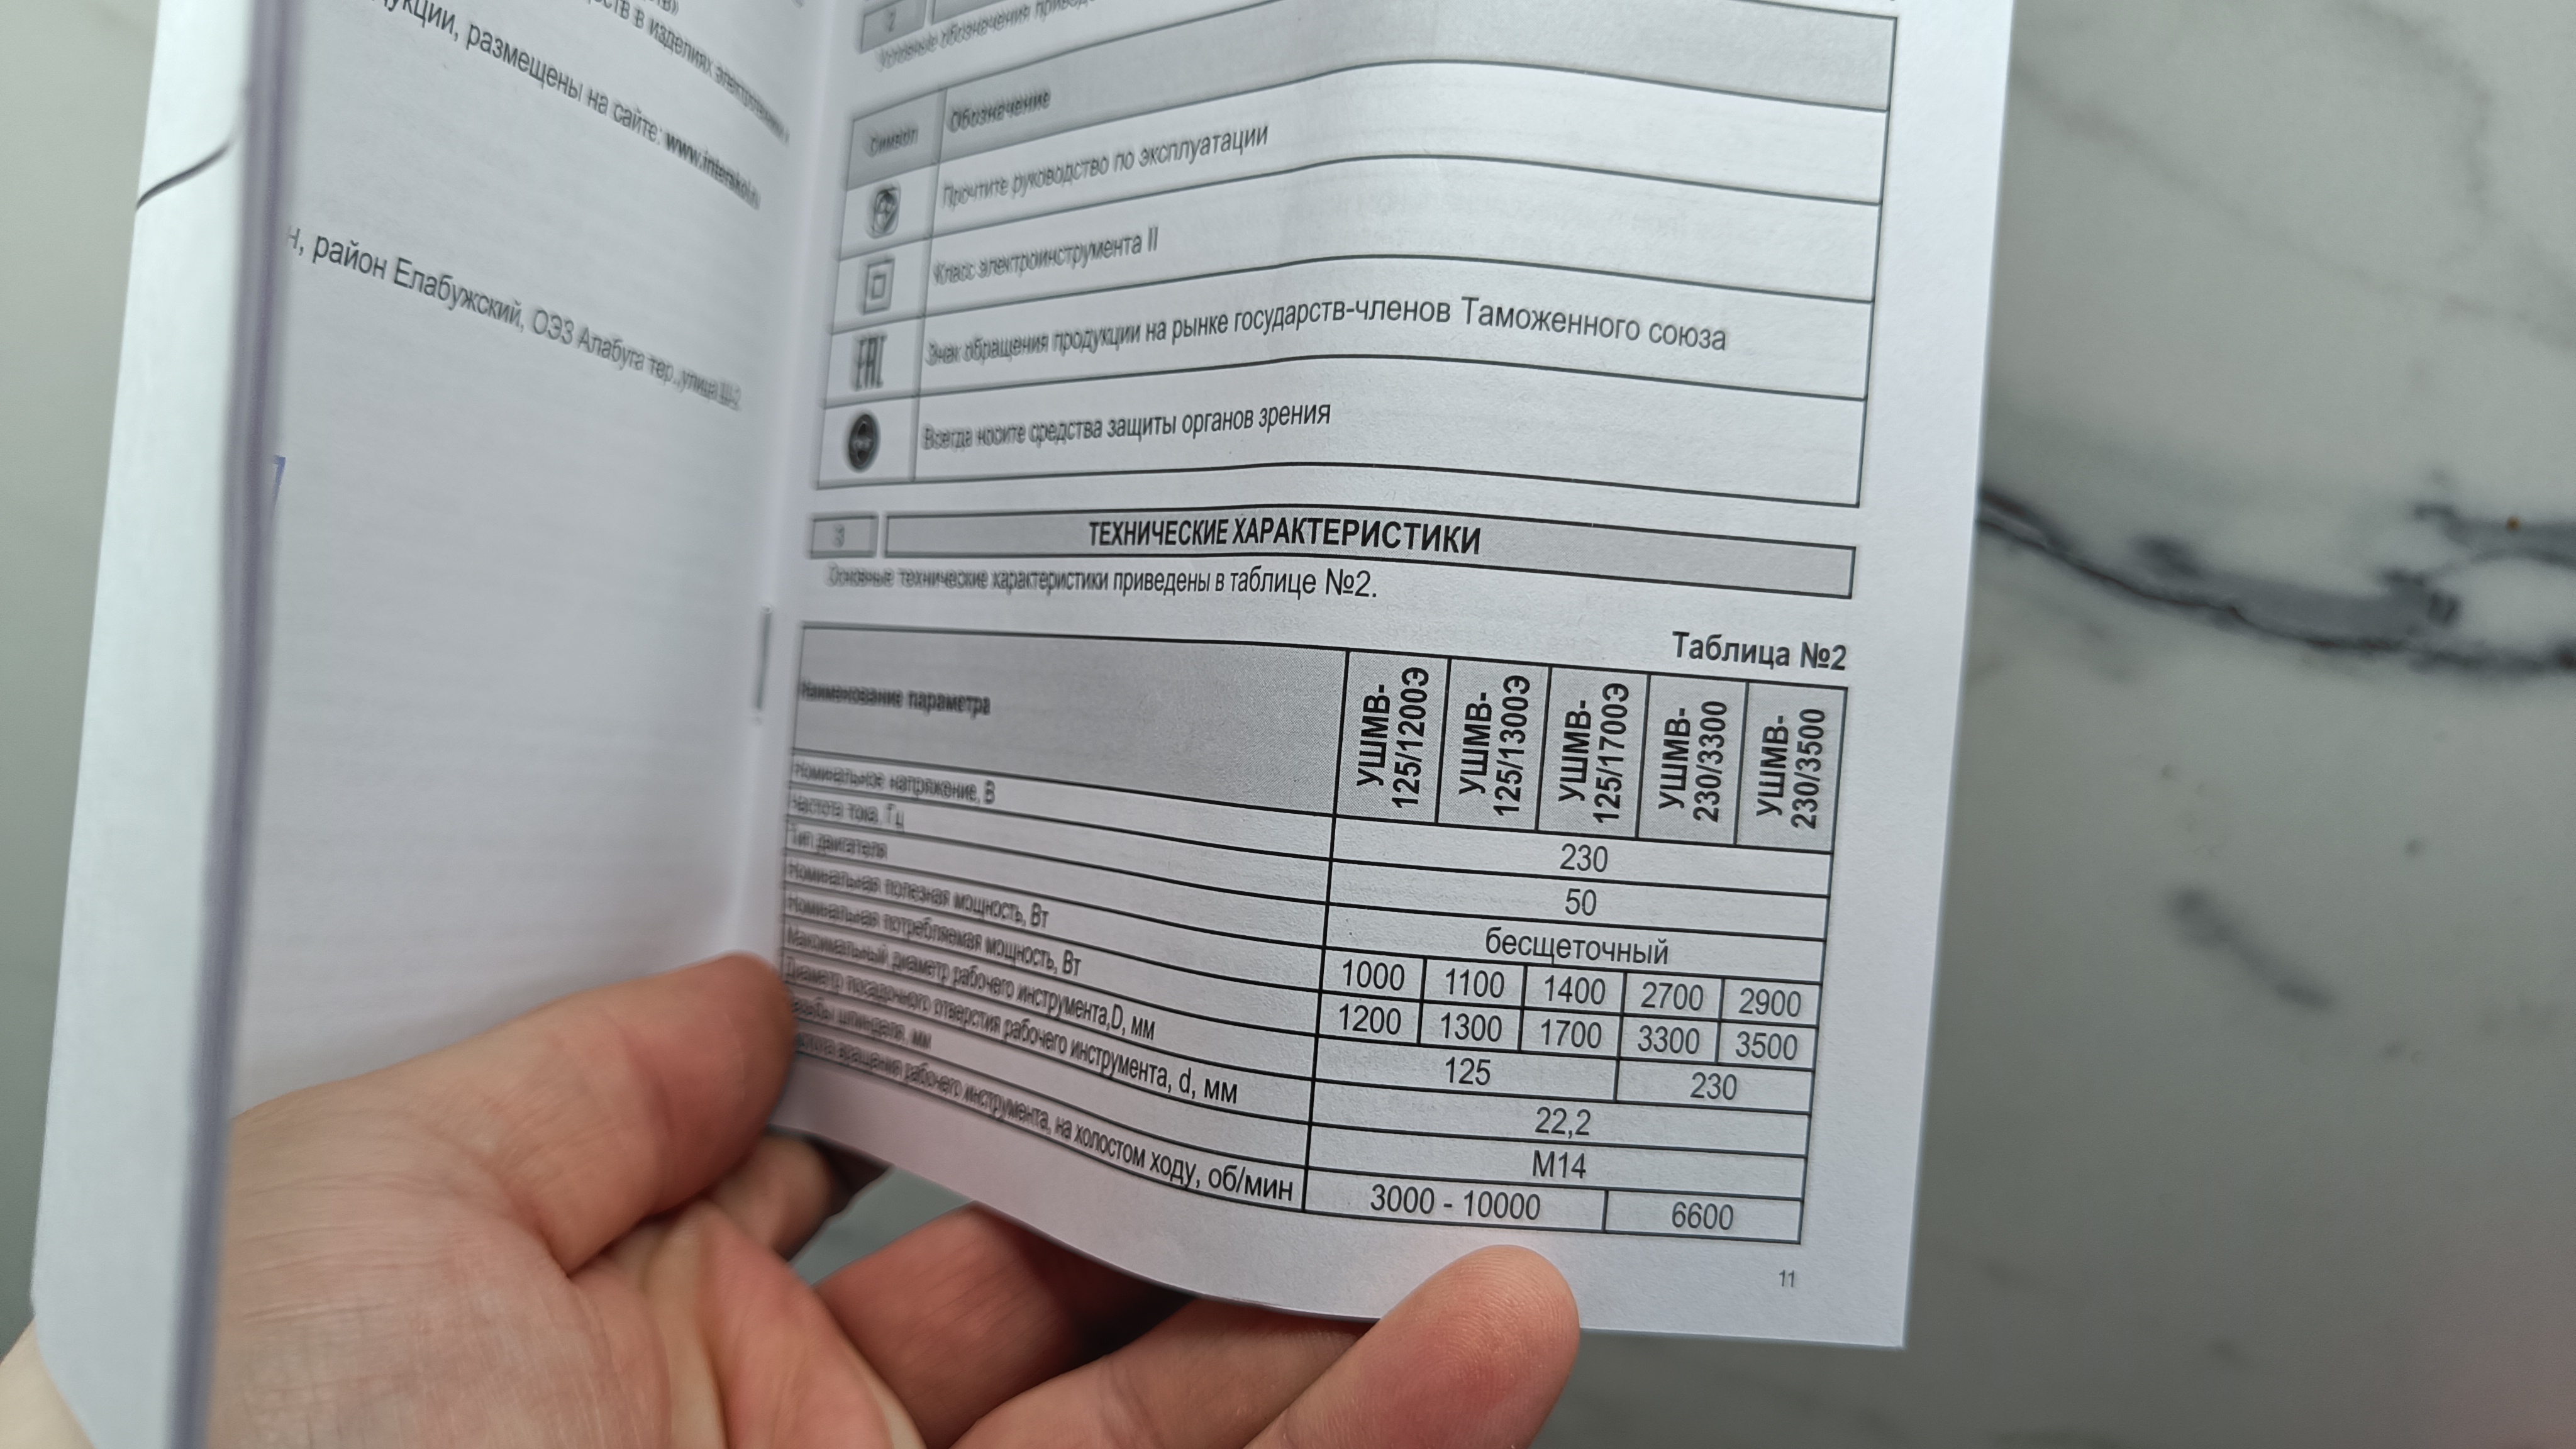 в изделиях
размещены на сайте: www.interskol.ru
район Елабужский, ОЭЗ Алабуга тер., улица
2
Символ Обозначение
Прочтите руководство по эксплуатации
Класс электроинструмента II
EAC Знак обращения продукции на рынке государств-членов Таможенного союза
Всегда носите средства защиты органов зрения
3 ТЕХНИЧЕСКИЕ ХАРАКТЕРИСТИКИ
Основные технические характеристики приведены в таблице №2.
Таблица №2
Наименование параметра УШМВ-125/1200Э УШМВ-125/1300Э УШМВ-125/1700Э УШМВ-230/3300 УШМВ-230/3500
Номинальное напряжение, В 230
Частота тока, Гц 50
Тип двигателя бесщеточный
Номинальная полезная мощность, Вт 1000 1100 1400 2700 2900
Номинальная потребляемая мощность, Вт 1200 1300 1700 3300 3500
Максимальный диаметр рабочего инструмента,D, мм 125 230
Диаметр посадочного отверстия рабочего инструмента, d, мм 22,2
шпинделя, мм М14
вращения рабочего инструмента, на холостом ходу, об/мин 3000 - 10000 6600
11